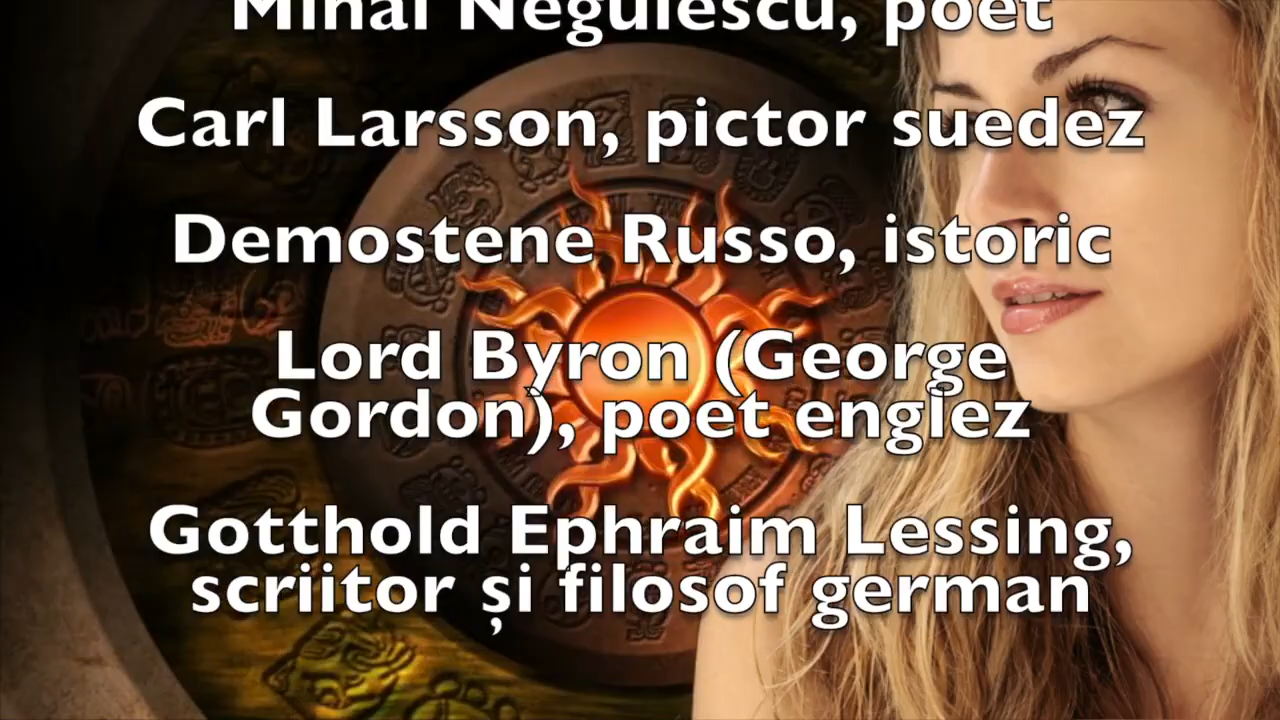 Mihai Negulescu, poet
Carl Larsson, pictor suedez
Demostene Russo, istoric
Lord Byron (George
Gordon), poet englez
Gotthold Ephraim Lessing,
scriitor și filosof german